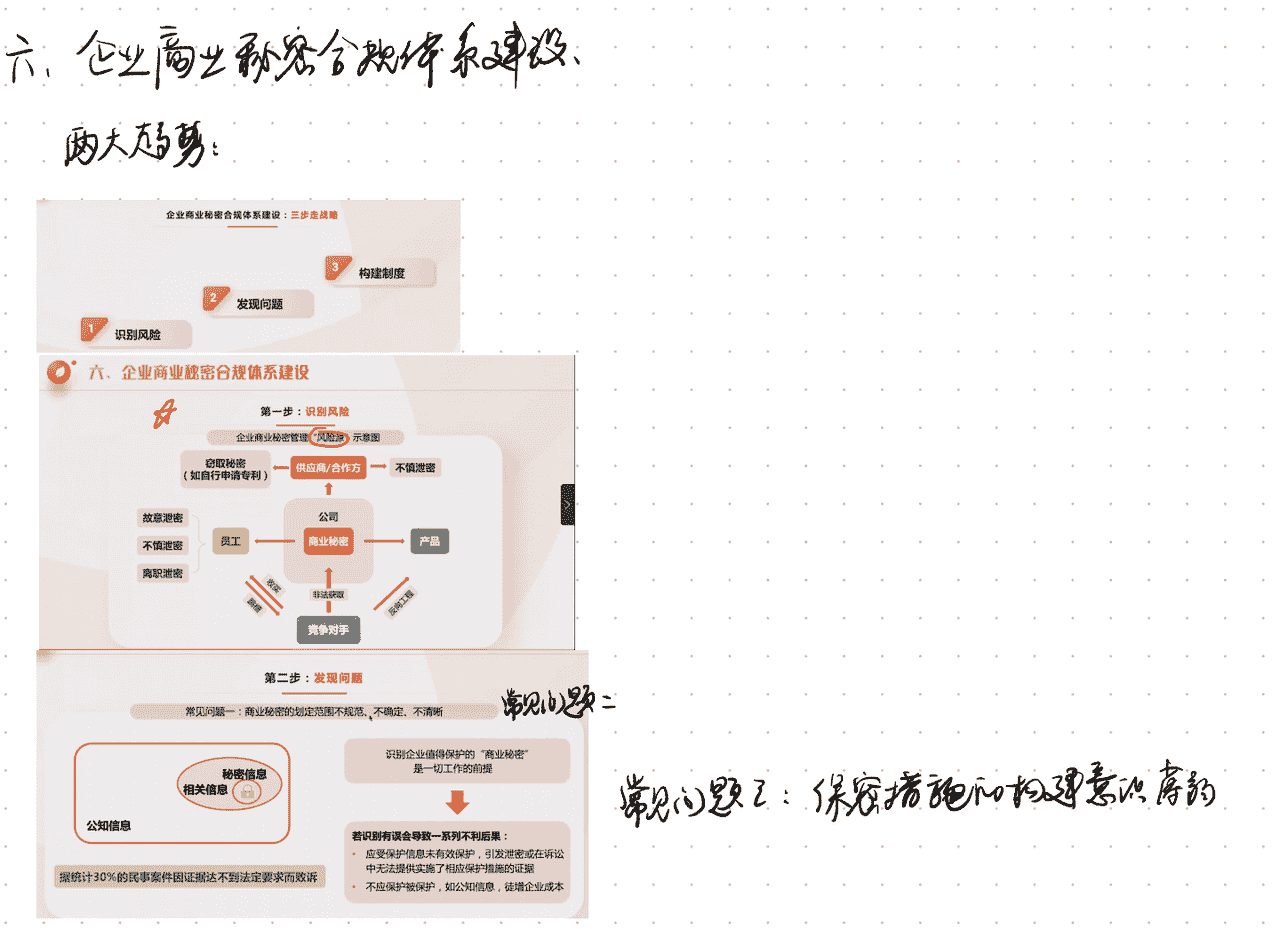 六、企业商业秘密合规体系建设、
两大趋势：
企业商业秘密合规体系建设：三步走战略
3
构建制度
2
发现问题
1
识别风险
六、企业商业秘密合规体系建设
第一步：识别风险
企业商业秘密管理“风险源”示意图
窃取秘密
（如自行申请专利）
供应商/合作方
不慎泄密
公司
故意泄密
员工
商业秘密
产品
不慎泄密
离职泄密
收买
跳槽
非法获取
反向工程
竞争对手
第二步：发现问题
常见问题一：商业秘密的划定范围不规范、不确定、不清晰
常见问题二
秘密信息
相关信息
公知信息
识别企业值得保护的“商业秘密”
是一切工作的前提
常见问题三：保密措施的构建意识薄弱
若识别有误会导致一系列不利后果：
• 应受保护信息未有效保护，引发泄密或在诉讼
中无法提供实施了相应保护措施的证据
• 不应保护被保护，如公知信息，徒增企业成本
据统计30%的民事案件因证据达不到法定要求而败诉